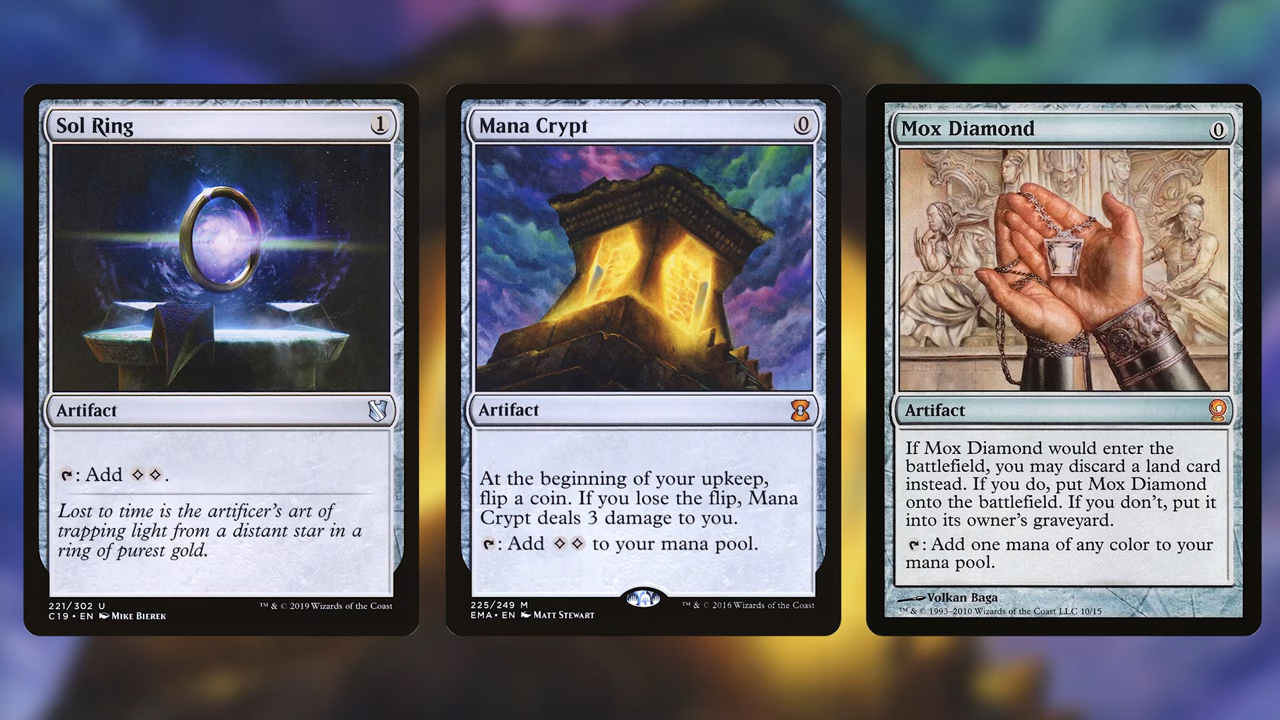 Sol Ring
1
Artifact
: Add .
Lost to time is the artificer's art of
trapping light from a distant star in a
ring of purest gold.
221/302 U
C19 • EN Mike Bierek
™ & © 2019 Wizards of the Coast
Mana Crypt
0
Artifact
At the beginning of your upkeep,
flip a coin. If you lose the flip, Mana
Crypt deals 3 damage to you.
: Add to your mana pool.
225/249 M
EMA • EN Matt Stewart
™ & © 2016 Wizards of the Coast
Mox Diamond
0
Artifact
If Mox Diamond would enter the
battlefield, you may discard a land card
instead. If you do, put Mox Diamond
onto the battlefield. If you don't, put it
into its owner's graveyard.
: Add one mana of any color to your
mana pool.
Volkan Baga
™ & © 1993–2010 Wizards of the Coast LLC 10/15